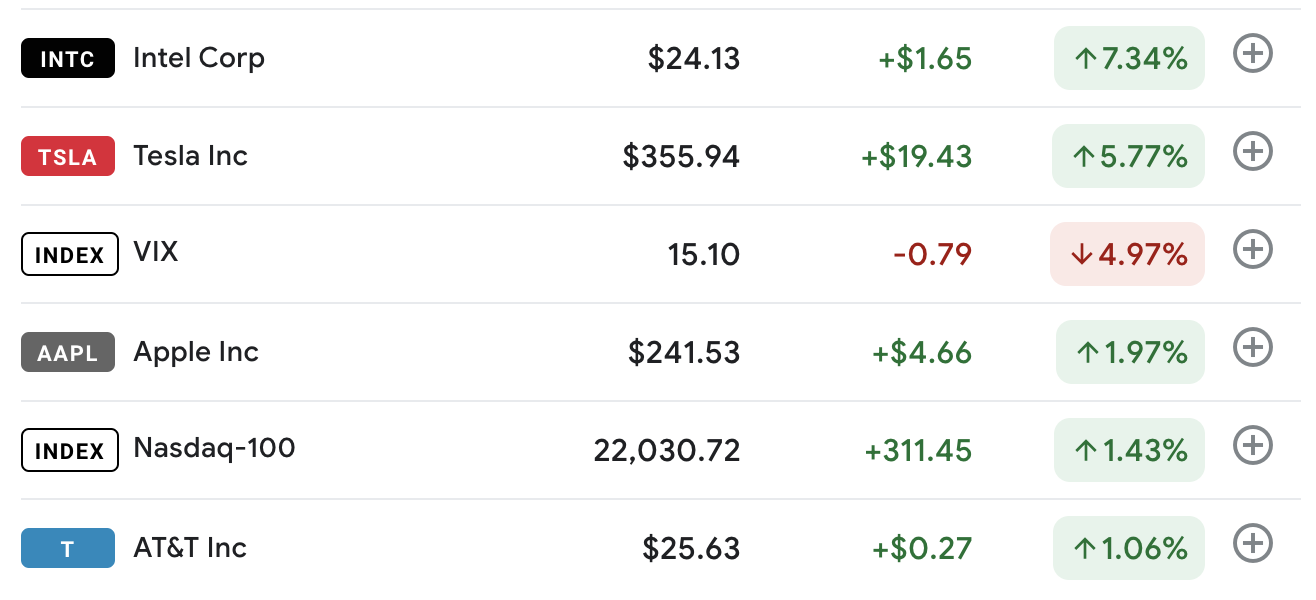 INTC Intel Corp $24.13 +$1.65 ↑7.34%
TSLA Tesla Inc $355.94 +$19.43 ↑5.77%
INDEX VIX 15.10 -0.79 ↓4.97%
AAPL Apple Inc $241.53 +$4.66 ↑1.97%
INDEX Nasdaq-100 22,030.72 +311.45 ↑1.43%
T AT&T Inc $25.63 +$0.27 ↑1.06%